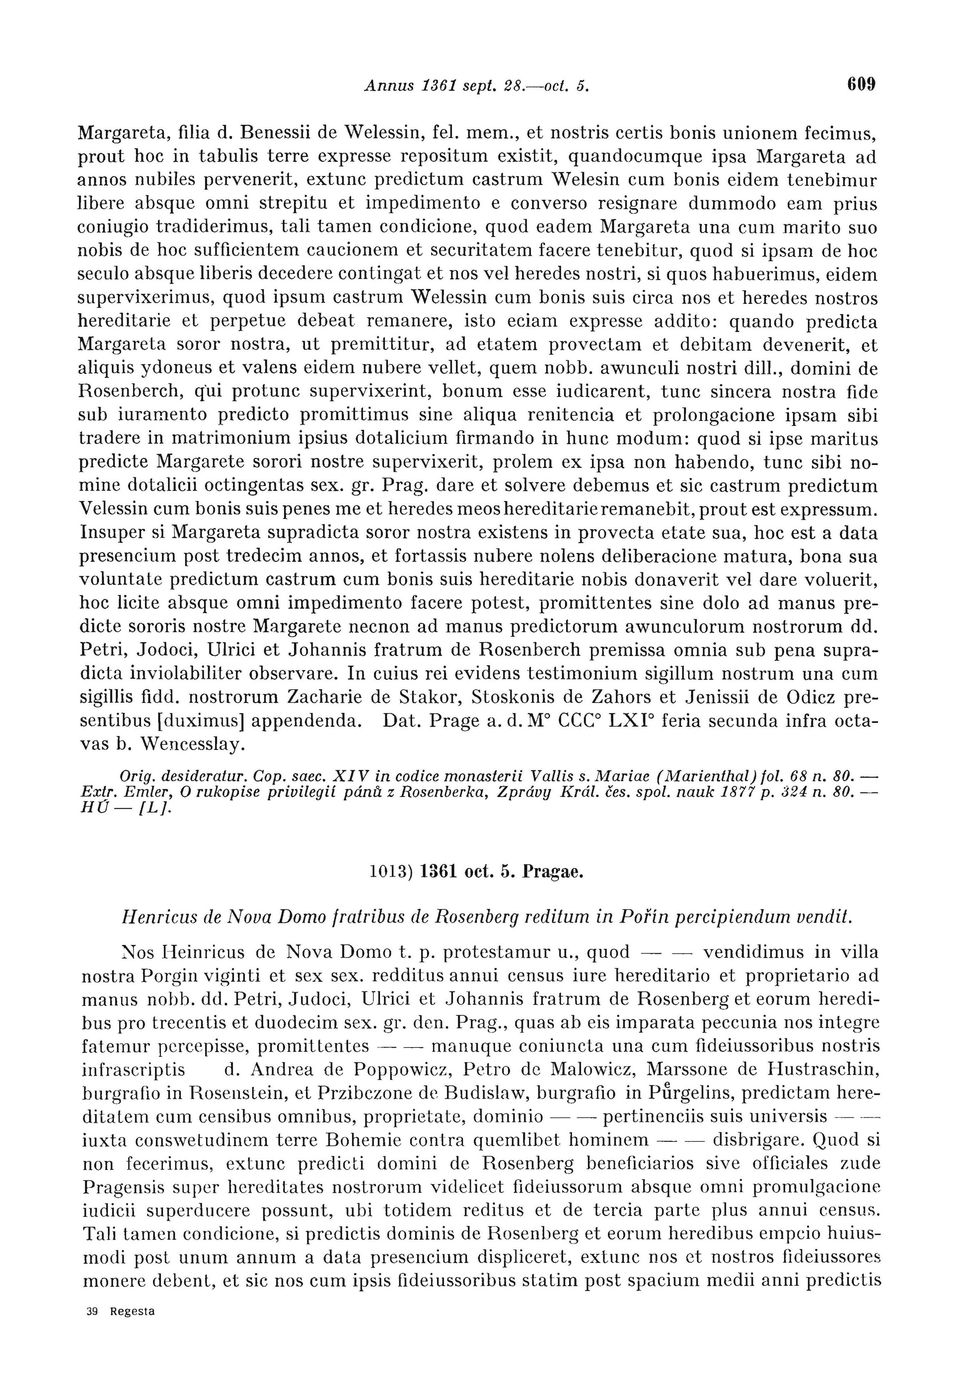 Annus 1361 sept. 28.—oct. 5. 609
Margareta, filia d. Benessii de Welessin, fel. mem., et nostris certis bonis unionem fecimus,
prout hoc in tabulis terre expresse repositum existit, quandocumque ipsa Margareta ad
annos nubiles pervenerit, extunc predictum castrum Welesin cum bonis eidem tenebimur
libere absque omni strepitu et impedimento e converso resignare dummodo eam prius
coniugio tradiderimus, tali tamen condicione, quod eadem Margareta una cum marito suo
nobis de hoc sufficientem caucionem et securitatem facere tenebitur, quod si ipsam de hoc
seculo absque liberis decedere contingat et nos vel heredes nostri, si quos habuerimus, eidem
supervixerimus, quod ipsum castrum Welessin cum bonis suis circa nos et heredes nostros
hereditarie et perpetue debeat remanere, isto eciam expresse addito: quando predicta
Margareta soror nostra, ut premittitur, ad etatem provectam et debitam devenerit, et
aliquis ydoneus et valens eidem nubere vellet, quem nobb. awunculi nostri dill., domini de
Rosenberch, qui protunc supervixerint, bonum esse iudicarent, tunc sincera nostra fide
sub iuramento predicto promittimus sine aliqua renitencia et prolongacione ipsam sibi
tradere in matrimonium ipsius dotalicium firmando in hunc modum: quod si ipse maritus
predicte Margarete sorori nostre supervixerit, prolem ex ipsa non habendo, tunc sibi no-
mine dotalicii octingentas sex. gr. Prag. dare et solvere debemus et sic castrum predictum
Velessin cum bonis suis penes me et heredes meos hereditarie remanebit, prout est expressum.
Insuper si Margareta supradicta soror nostra existens in provecta etate sua, hoc est a data
presencium post tredecim annos, et fortassis nubere nolens deliberacione matura, bona sua
voluntate predictum castrum cum bonis suis hereditarie nobis donaverit vel dare voluerit,
hoc licite absque omni impedimento facere potest, promittentes sine dolo ad manus pre-
dicte sororis nostre Margarete necnon ad manus predictorum awunculorum nostrorum dd.
Petri, Jodoci, Ulrici et Johannis fratrum de Rosenberch premissa omnia sub pena supra-
dicta inviolabiliter observare. In cuius rei evidens testimonium sigillum nostrum una cum
sigillis fidd. nostrorum Zacharie de Stakor, Stoskonis de Zahors et Jenissii de Odicz pre-
sentibus [duximus] appendenda. Dat. Prage a. d. M° CCC° LXI° feria secunda infra octa-
vas b. Wencesslay.
Orig. desideratur. Cop. saec. XIV in codice monasterii Vallis s. Mariae (Marienthal) fol. 68 n. 80. —
Extr. Emler, O rukopise privilegií pánů z Rosenberka, Zprávy Král. čes. spol. nauk 1877 p. 324 n. 80. —
HÚ — [L].
1013) 1361 oct. 5. Pragae.
Henricus de Nova Domo fratribus de Rosenberg reditum in Pořín percipiendum vendit.
Nos Heinricus de Nova Domo t. p. protestamur u., quod — — vendidimus in villa
nostra Porgin viginti et sex sex. redditus annui census iure hereditario et proprietario ad
manus nobb. dd. Petri, Judoci, Ulrici et Johannis fratrum de Rosenberg et eorum heredi-
bus pro trecentis et duodecim sex. gr. den. Prag., quas ab eis imparata peccunia nos integre
fatemur percepisse, promittentes — — manuque coniuncta una cum fideiussoribus nostris
infrascriptis d. Andrea de Poppowicz, Petro de Malowicz, Marssone de Hustraschin,
burgrafio in Rosenstein, et Przibczone de Budislaw, burgrafio in Půrgelins, predictam here-
ditatem cum censibus omnibus, proprietate, dominio — — pertinenciis suis universis — —
iuxta conswetudinem terre Bohemie contra quemlibet hominem — — disbrigare. Quod si
non fecerimus, extunc predicti domini de Rosenberg beneficiarios sive officiales zude
Pragensis super hereditates nostrorum videlicet fideiussorum absque omni promulgacione
iudicii superducere possunt, ubi totidem reditus et de tercia parte plus annui census.
Tali tamen condicione, si predictis dominis de Rosenberg et eorum heredibus empcio huius-
modi post unum annum a data presencium displiceret, extunc nos et nostros fideiussores
monere debent, et sic nos cum ipsis fideiussoribus statim post spacium medii anni predictis
39 Regesta